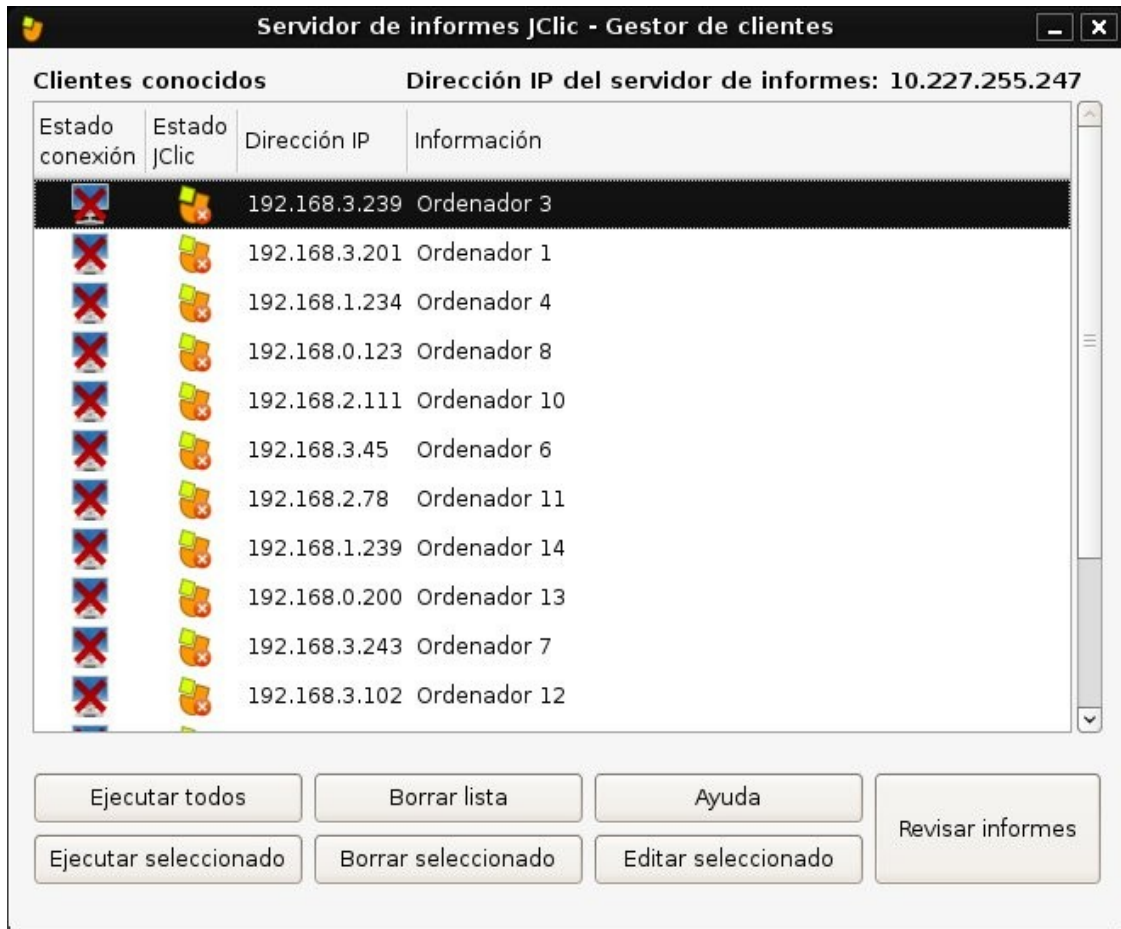 Servidor de informes JClic - Gestor de clientes
Clientes conocidos Dirección IP del servidor de informes: 10.227.255.247
Estado conexión Estado JClic Dirección IP Información
192.168.3.239 Ordenador 3
192.168.3.201 Ordenador 1
192.168.1.234 Ordenador 4
192.168.0.123 Ordenador 8
192.168.2.111 Ordenador 10
192.168.3.45 Ordenador 6
192.168.2.78 Ordenador 11
192.168.1.239 Ordenador 14
192.168.0.200 Ordenador 13
192.168.3.243 Ordenador 7
192.168.3.102 Ordenador 12
Ejecutar todos Borrar lista Ayuda Revisar informes
Ejecutar seleccionado Borrar seleccionado Editar seleccionado